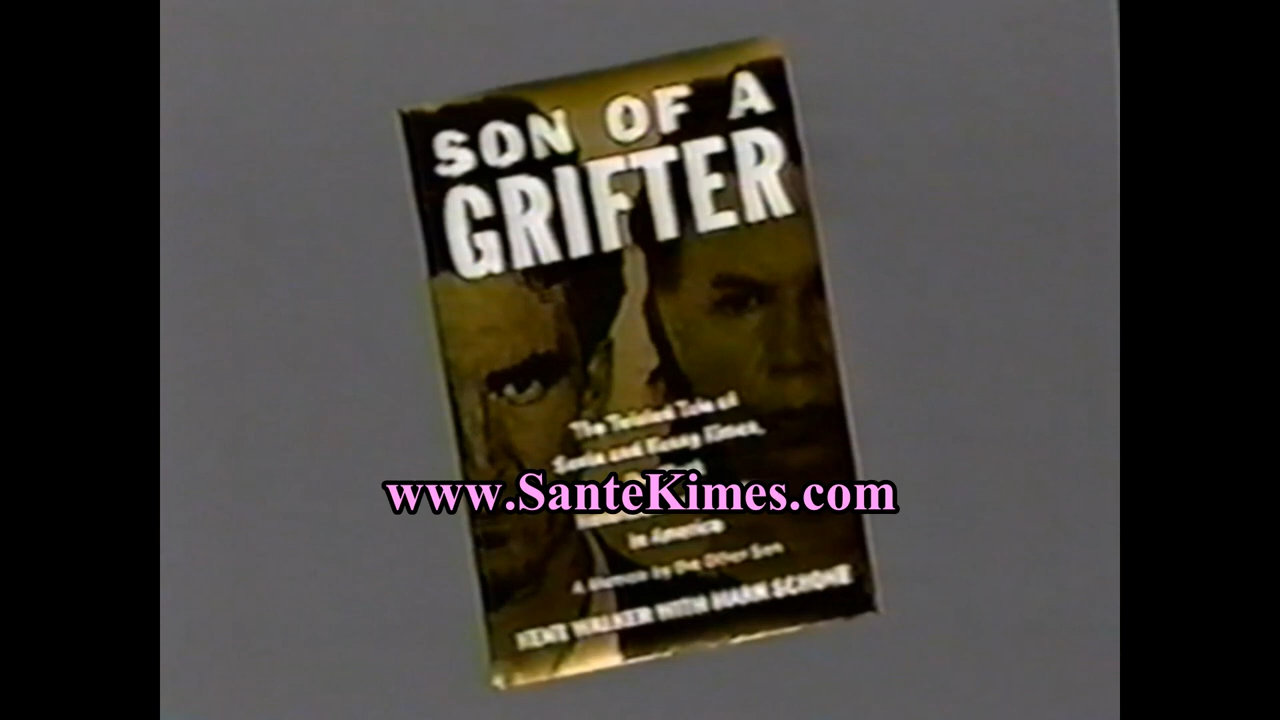 SON OF A
GRIFTER
The Twisted Tale of
Sante and Kenny Kimes,
www.SanteKimes.com
in America
A Memoir by the Other Son
KENT WALKER WITH MARK SCHONE